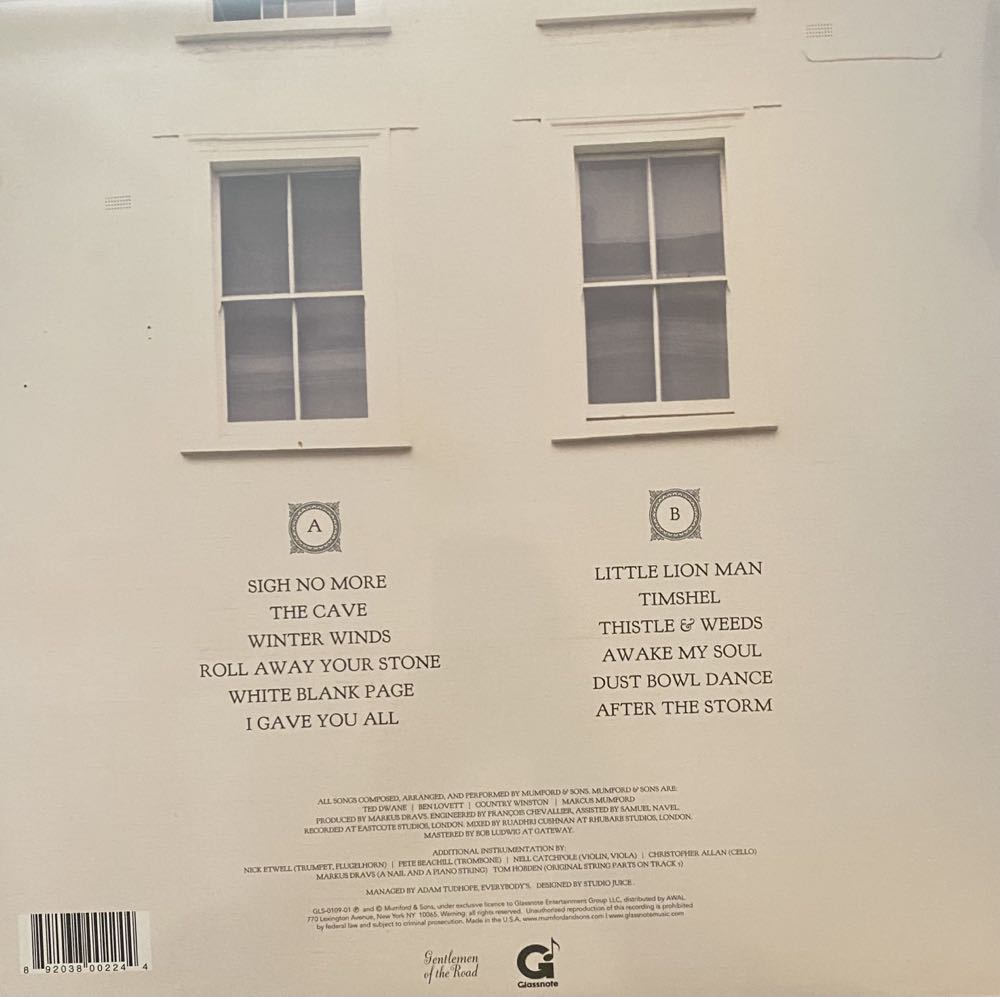 A
SIGH NO MORE
THE CAVE
WINTER WINDS
ROLL AWAY YOUR STONE
WHITE BLANK PAGE
I GAVE YOU ALL
B
LITTLE LION MAN
TIMSHEL
THISTLE & WEEDS
AWAKE MY SOUL
DUST BOWL DANCE
AFTER THE STORM
ALL SONGS COMPOSED, ARRANGED, AND PERFORMED BY MUMFORD & SONS. MUMFORD & SONS ARE:
TED DWANE | BEN LOVETT | COUNTRY WINSTON | MARCUS MUMFORD
PRODUCED BY MARKUS DRAVS. ENGINEERED BY FRANÇOIS CHEVALLIER, ASSISTED BY SAMUEL NAVEL.
RECORDED AT EASTCOTE STUDIOS, LONDON. MIXED BY RUADHRI CUSHNAN AT RHUBARB STUDIOS, LONDON.
MASTERED BY BOB LUDWIG AT GATEWAY.
ADDITIONAL INSTRUMENTATION BY:
NICK ETWELL (TRUMPET, FLUGELHORN) | PETE BEACHILL (TROMBONE) | NELL CATCHPOLE (VIOLIN, VIOLA) | CHRISTOPHER ALLAN (CELLO)
MARKUS DRAVS (A NAIL AND A PIANO STRING) TOM HOBDEN (ORIGINAL STRING PARTS ON TRACK 3)
MANAGED BY ADAM TUDHOPE, EVERYBODY'S. DESIGNED BY STUDIO JUICE.
GLS-0109-01 ℗ and © Mumford & Sons, under exclusive licence to Glassnote Entertainment Group LLC, distributed by AWAL,
770 Lexington Avenue, New York NY 10065. Warning: all rights reserved. Unauthorized reproduction of this recording is prohibited
by federal law and subject to criminal prosecution. Made in the U.S.A. www.mumfordandsons.com | www.glassnotemusic.com
8 92038 00224 4
Gentlemen
of the Road
G
Glassnote